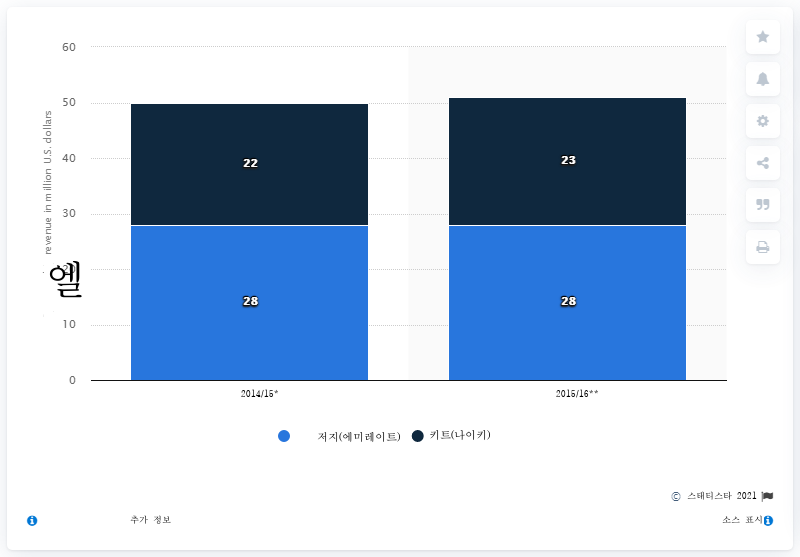 60
50
40
30
20
10
0
revenue in million U.S. dollars
엘
22
23
28
28
2014/15*
2015/16**
저지(에미레이트)
키트(나이키)
© 스태티스타 2021
추가 정보
소스 표시